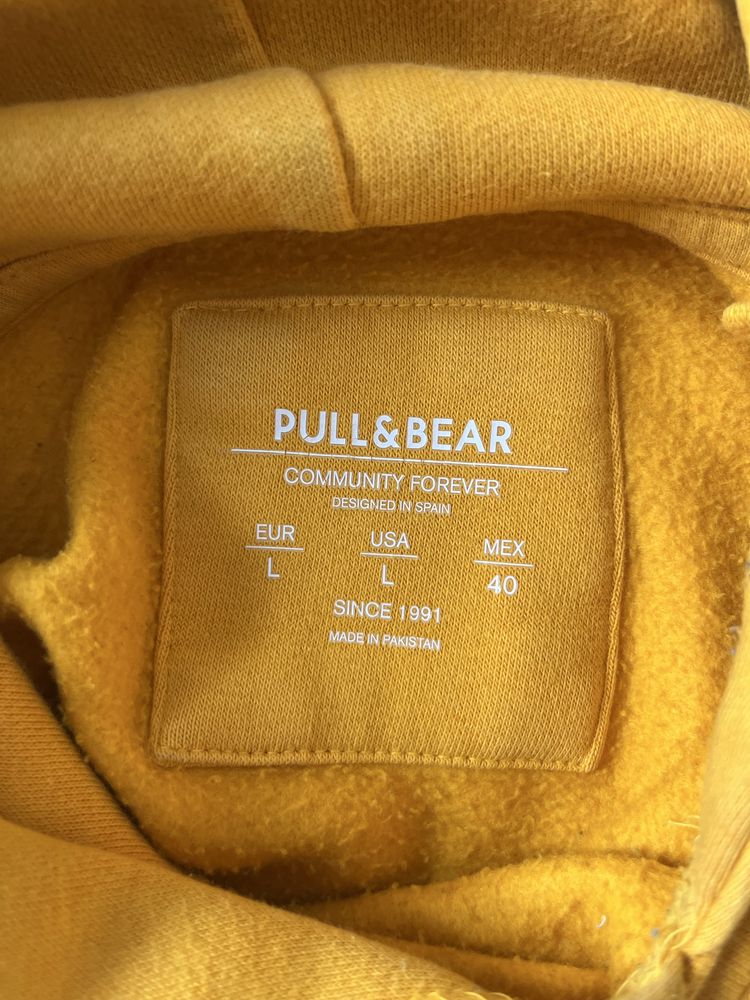 PULL&BEAR
COMMUNITY FOREVER
DESIGNED IN SPAIN
EUR USA MEX
L L 40
SINCE 1991
MADE IN PAKISTAN